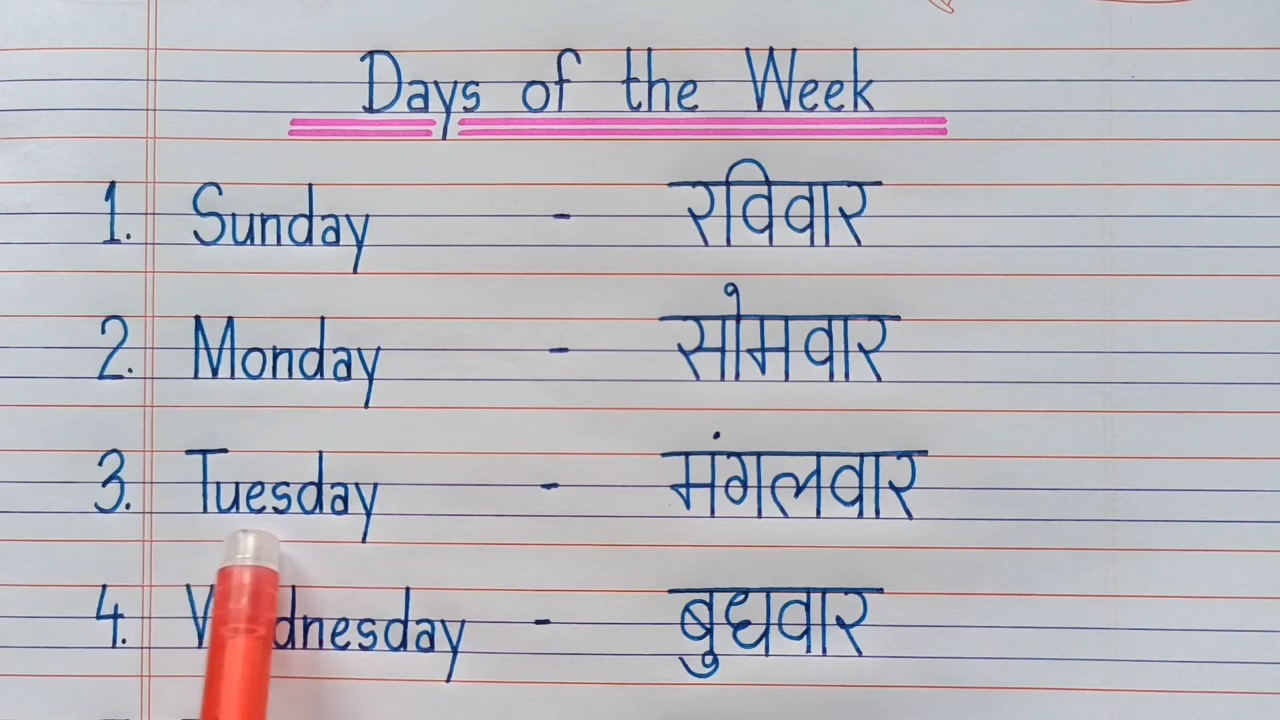 Days of the Week
1. Sunday - रविवार
2. Monday - सोमवार
3. Tuesday - मंगलवार
4. - बुधवार